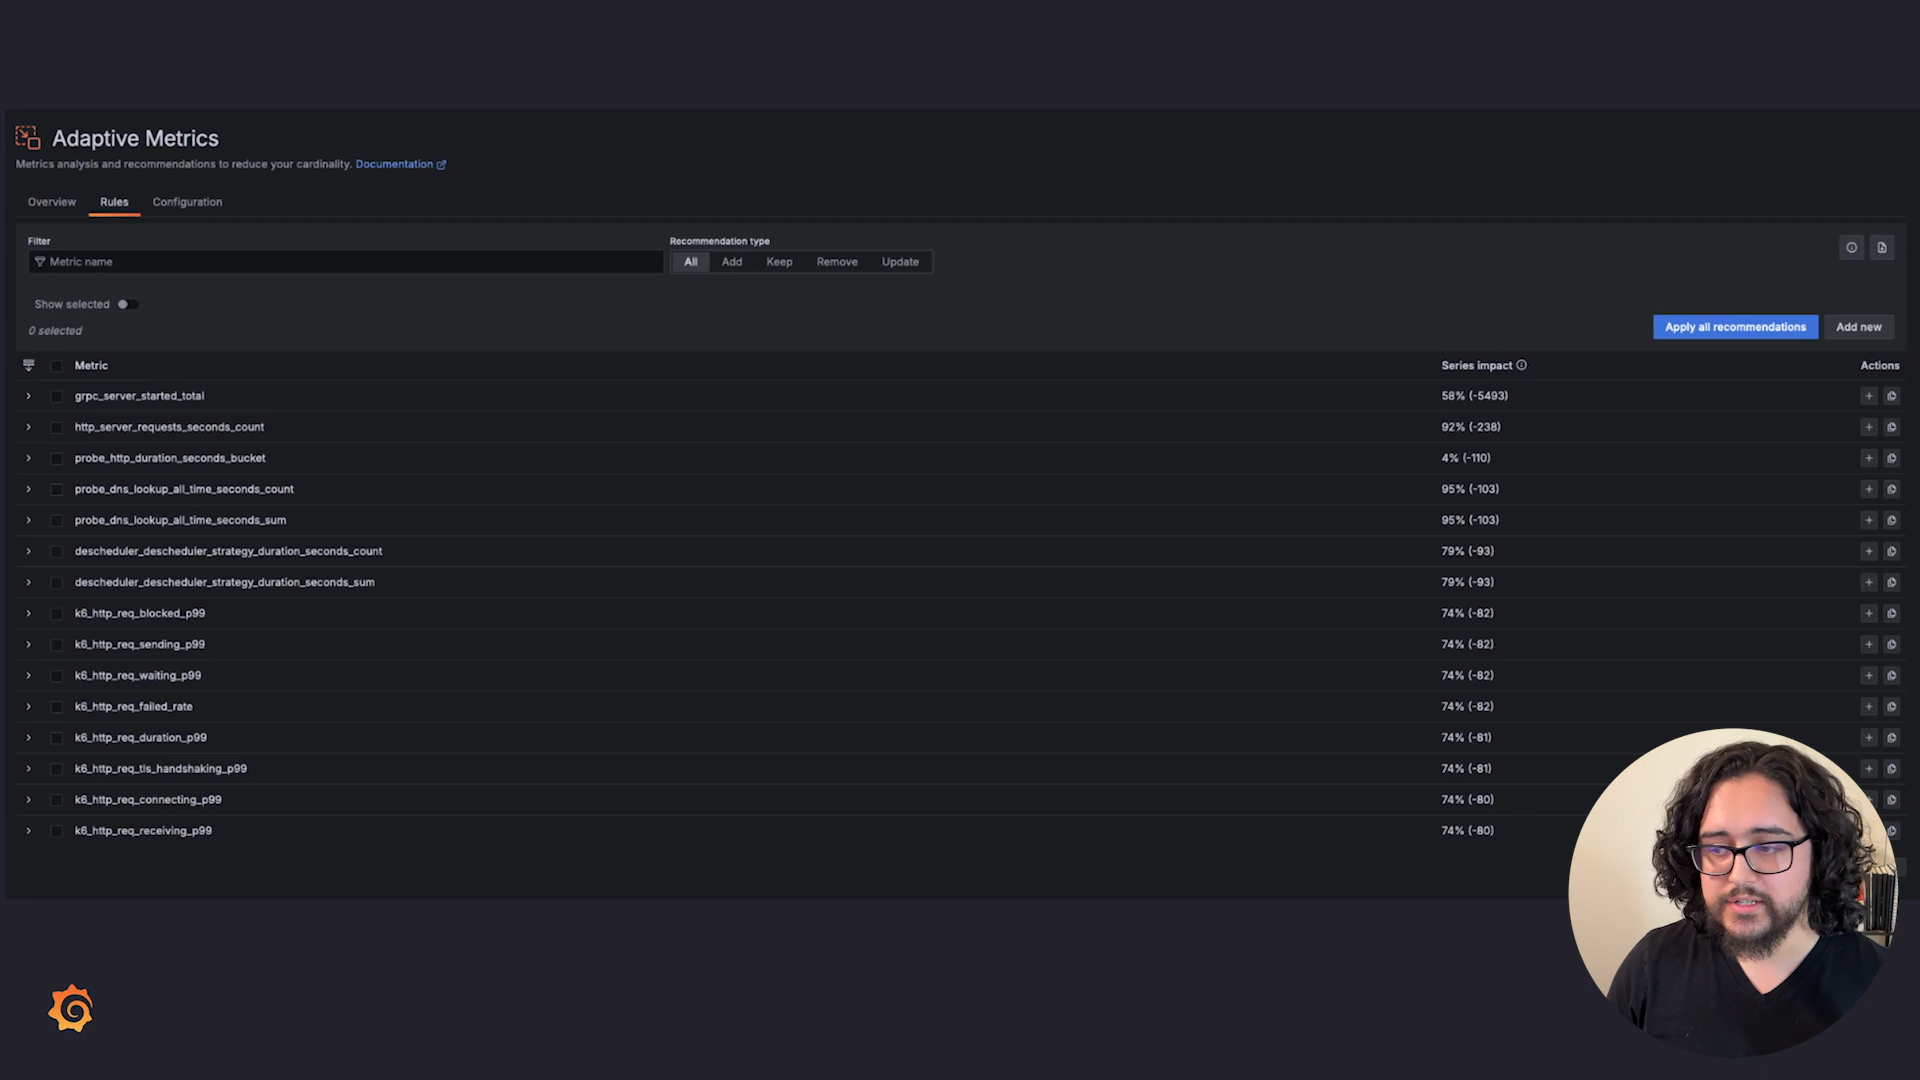 Adaptive Metrics
Metrics analysis and recommendations to reduce your cardinality. Documentation
Overview Rules Configuration
Filter Recommendation type
Metric name All Add Keep Remove Update
Show selected
0 selected
Apply all recommendations Add new
Metric Series impact Actions
grpc_server_started_total 58% (-5493)
http_server_requests_seconds_count 92% (-238)
probe_http_duration_seconds_bucket 4% (-110)
probe_dns_lookup_all_time_seconds_count 95% (-103)
probe_dns_lookup_all_time_seconds_sum 95% (-103)
descheduler_descheduler_strategy_duration_seconds_count 79% (-93)
descheduler_descheduler_strategy_duration_seconds_sum 79% (-93)
k6_http_req_blocked_p99 74% (-82)
k6_http_req_sending_p99 74% (-82)
k6_http_req_waiting_p99 74% (-82)
k6_http_req_failed_rate 74% (-82)
k6_http_req_duration_p99 74% (-81)
k6_http_req_tls_handshaking_p99 74% (-81)
k6_http_req_connecting_p99 74% (-80)
k6_http_req_receiving_p99 74% (-80)